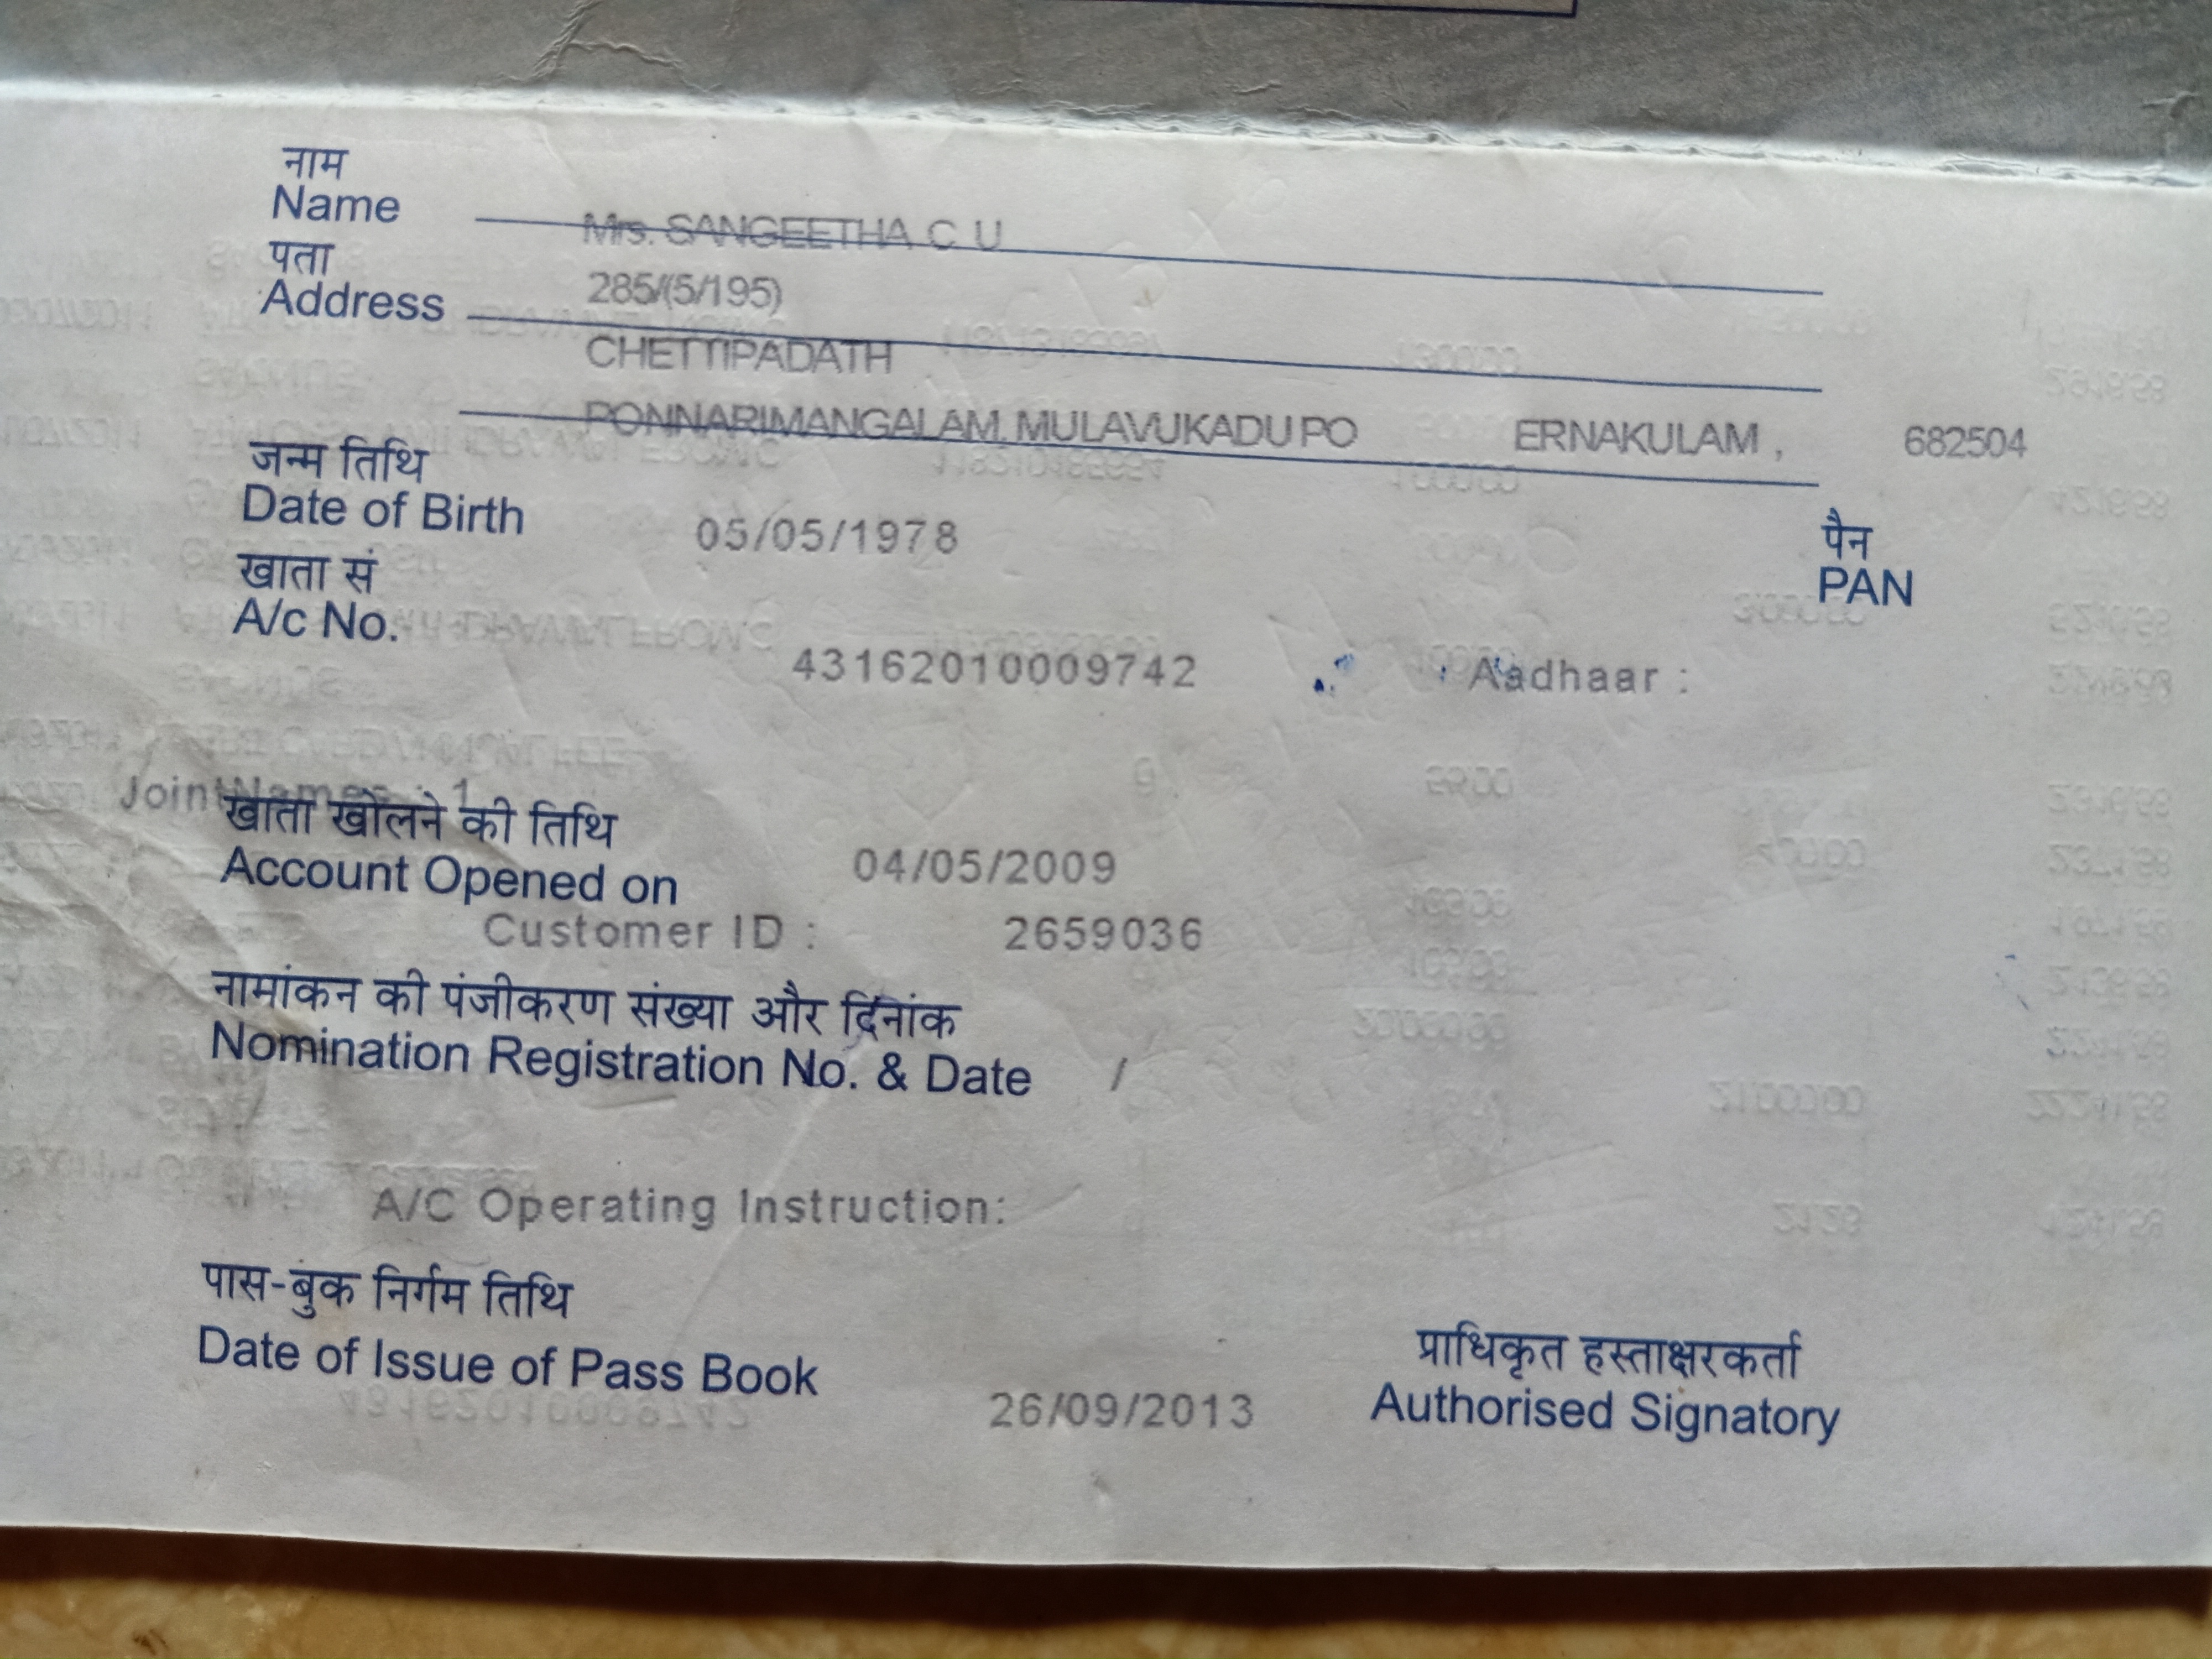 नाम
Name Mrs. SANGEETHA C U
पता 285/(5/195)
Address
CHETTIPADATH
PONNARIMANGALAM, MULAVUKADU PO ERNAKULAM , 682504
जन्म तिथि
Date of Birth 05/05/1978
पैन
PAN
खाता सं
A/c No.
43162010009742 Aadhaar :
JointNames : 1
खाता खोलने की तिथि
Account Opened on 04/05/2009
Customer ID : 2659036
नामांकन की पंजीकरण संख्या और दिनांक
Nomination Registration No. & Date /
A/C Operating Instruction:
पास-बुक निर्गम तिथि
Date of Issue of Pass Book 26/09/2013
प्राधिकृत हस्ताक्षरकर्ता
Authorised Signatory